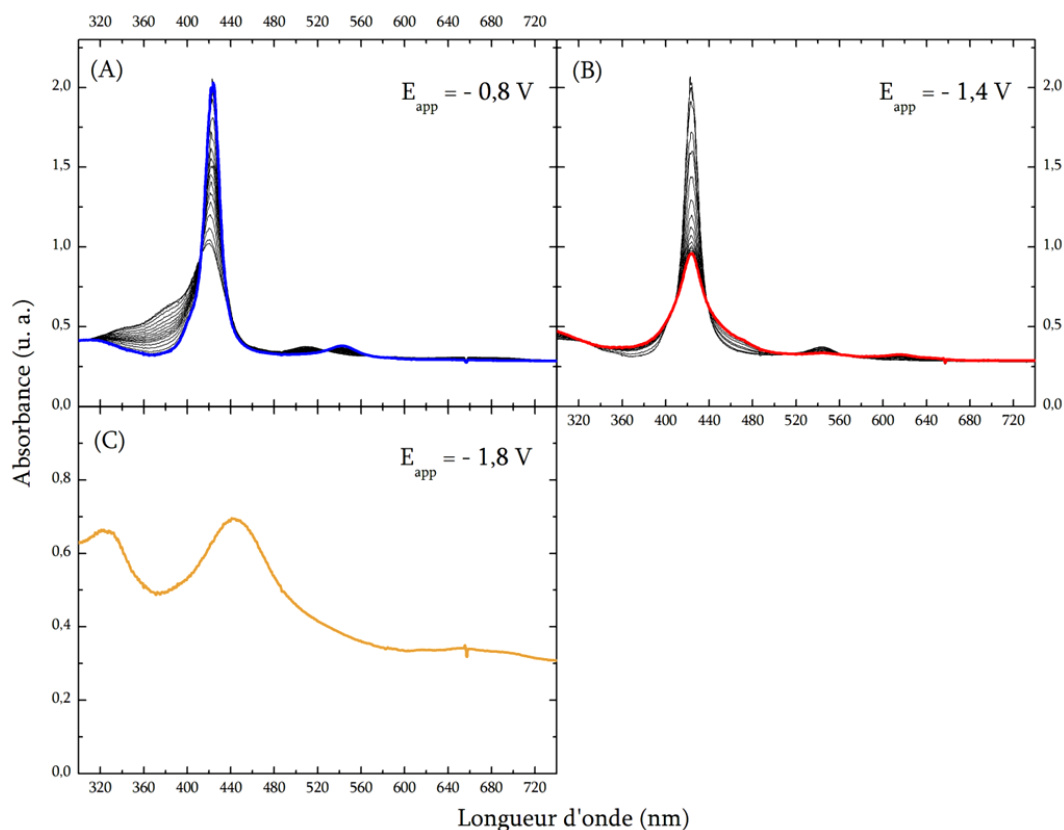 320 360 400 440 480 520 560 600 640 680 720
(A)
E_app = - 0,8 V
2,0
1,5
1,0
0,5
0,0
(B)
E_app = - 1,4 V
2,0
1,5
1,0
0,5
0,0
320 360 400 440 480 520 560 600 640 680 720
(C)
E_app = - 1,8 V
0,8
0,6
0,4
0,2
0,0
320 360 400 440 480 520 560 600 640 680 720
Absorbance (u. a.)
Longueur d'onde (nm)